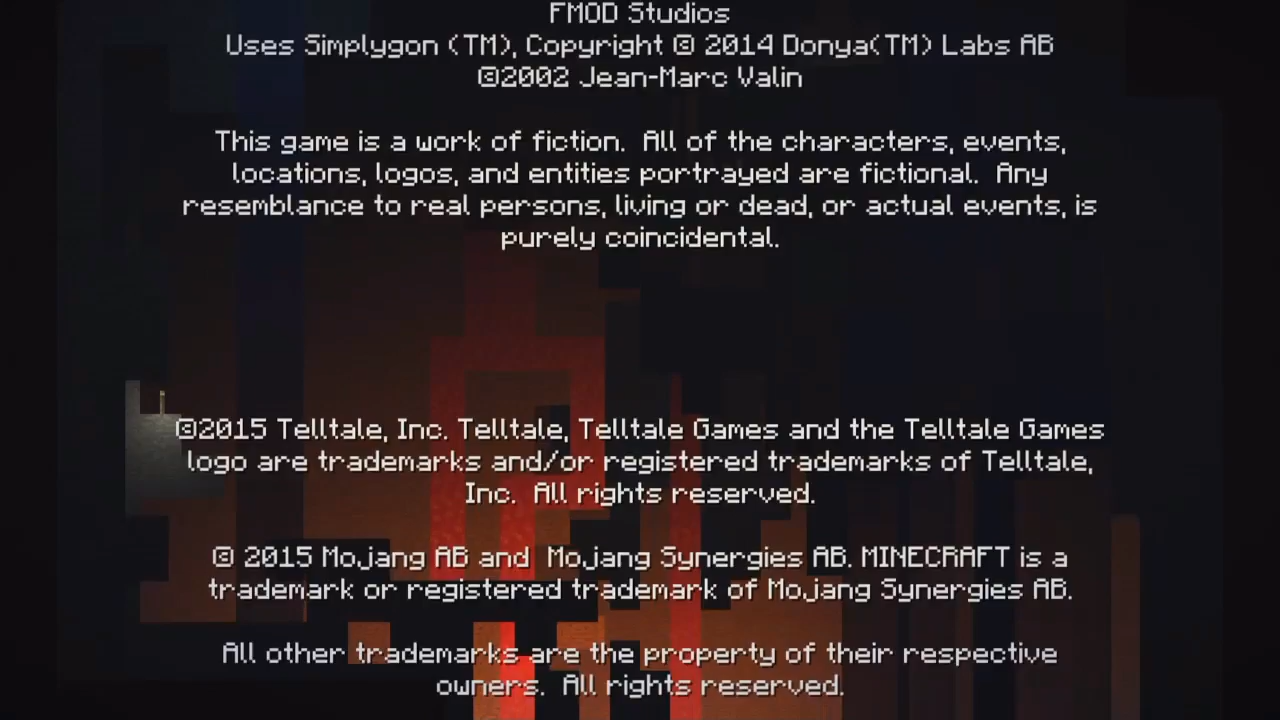 FMOD Studios
Uses Simplygon (TM), Copyright © 2014 Donya(TM) Labs AB
©2002 Jean-Marc Valin
This game is a work of fiction.  All of the characters, events,
locations, logos, and entities portrayed are fictional.  Any
resemblance to real persons, living or dead, or actual events, is
purely coincidental.
©2015 Telltale, Inc. Telltale, Telltale Games and the Telltale Games
logo are trademarks and/or registered trademarks of Telltale,
Inc.  All rights reserved.
© 2015 Mojang AB and  Mojang Synergies AB. MINECRAFT is a
trademark or registered trademark of Mojang Synergies AB.
All other trademarks are the property of their respective
owners.  All rights reserved.